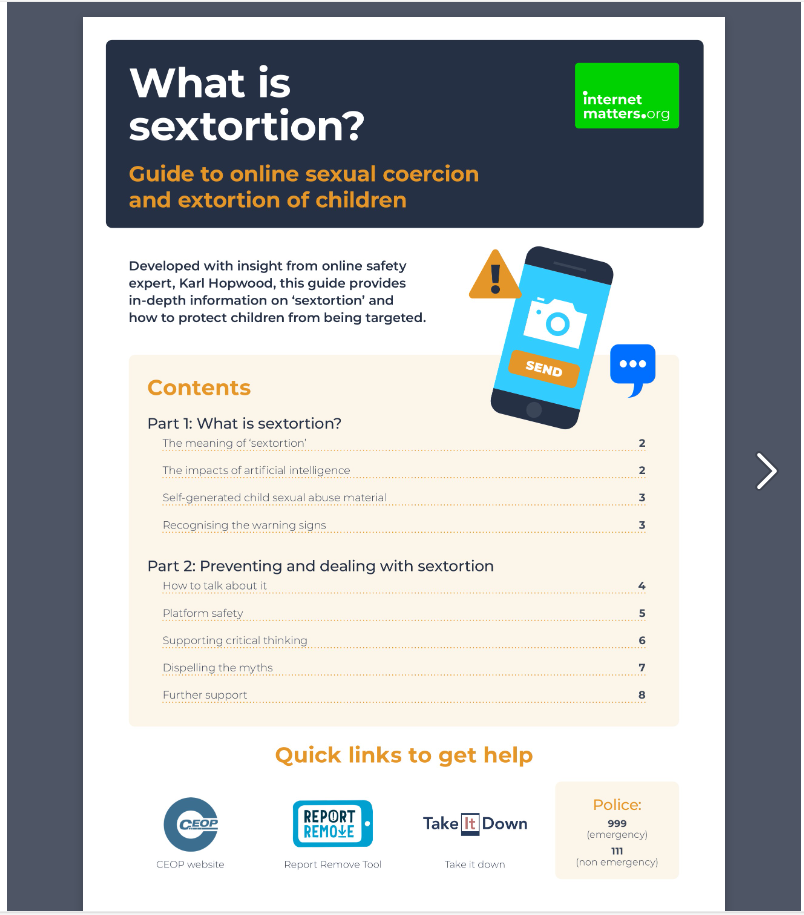 What is
sextortion?
internet
matters.org
Guide to online sexual coercion
and extortion of children
Developed with insight from online safety
expert, Karl Hopwood, this guide provides
in-depth information on ‘sextortion’ and
how to protect children from being targeted.
SEND
Contents
Part 1: What is sextortion?
The meaning of ‘sextortion’ 2
The impacts of artificial intelligence 2
Self-generated child sexual abuse material 3
Recognising the warning signs 3
Part 2: Preventing and dealing with sextortion
How to talk about it 4
Platform safety 5
Supporting critical thinking 6
Dispelling the myths 7
Further support 8
Quick links to get help
CEOP
CEOP website
REPORT
REMOVE
Report Remove Tool
Take It Down
Take it down
Police:
999
(emergency)
111
(non emergency)